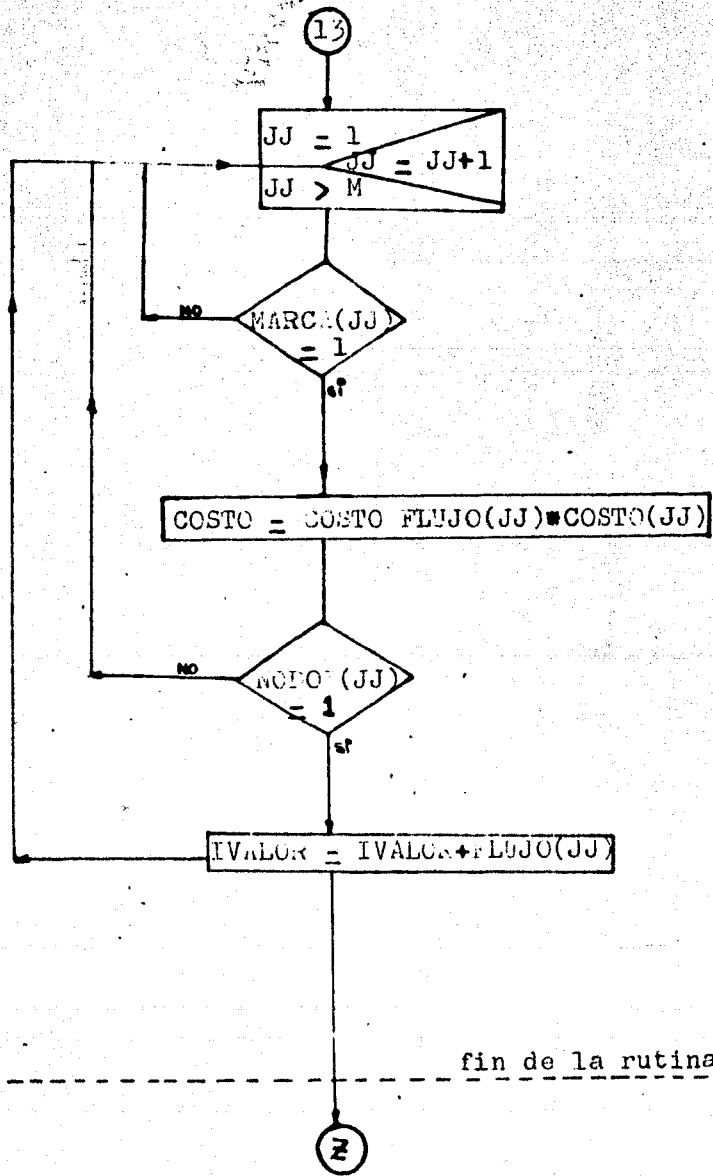 13
JJ = 1
JJ = JJ+1
JJ > M
NO
MARCA(JJ)
= 1
si
COSTO = COSTO FLUJO(JJ)*COSTO(JJ)
NO
(JJ)
= 1
si
IVALOR = IVALOR+FLUJO(JJ)
fin de la rutina
Z